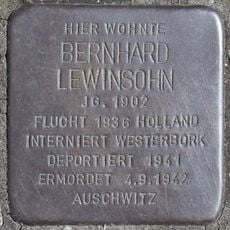 HIER WOHNTE
BERNHARD
LEWINSOHN
JG. 1902
FLUCHT 1936 HOLLAND
INTERNIERT WESTERBORK
DEPORTIERT 1941
ERMORDET 4.9.1942
AUSCHWITZ